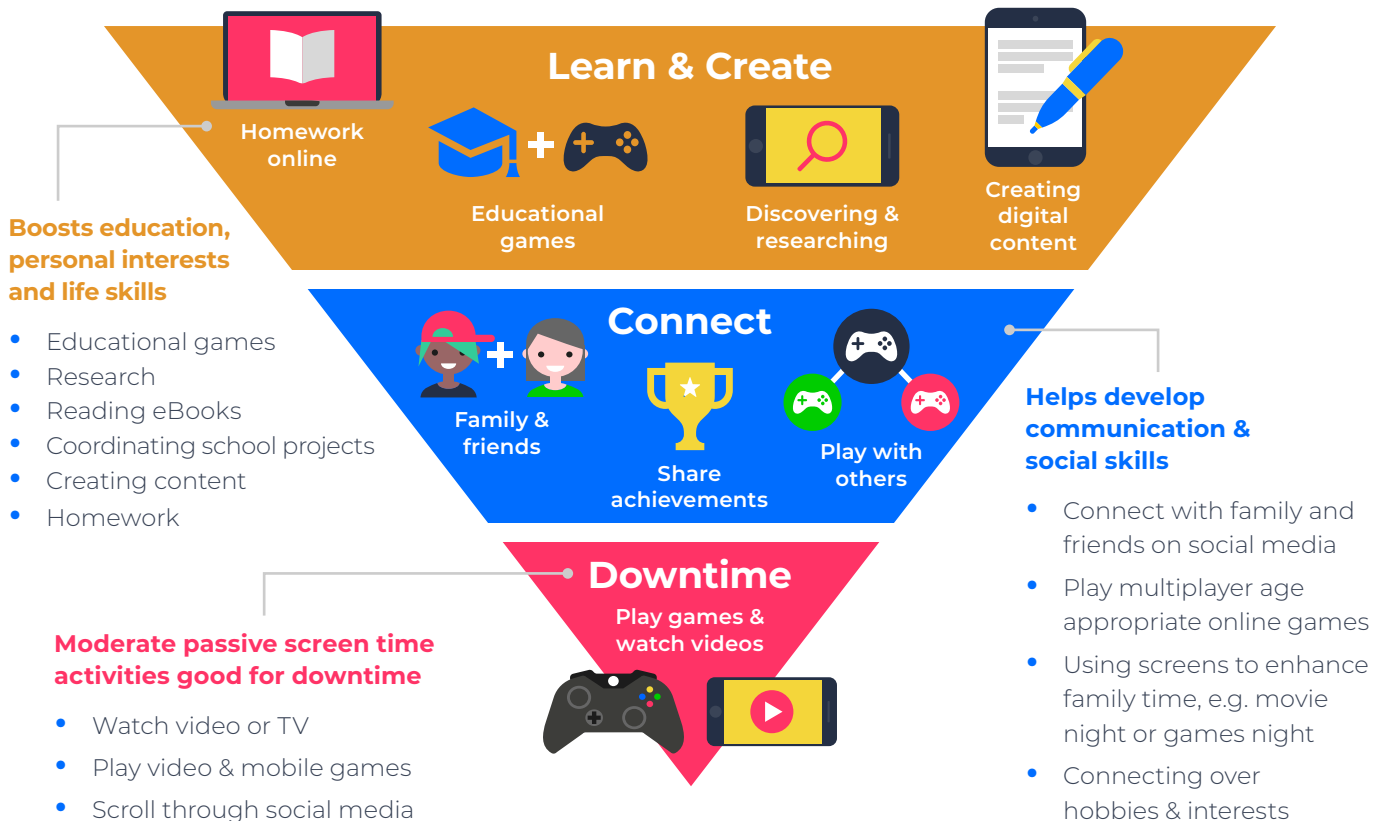 Learn & Create
Homework
online
Educational
games
Discovering &
researching
Creating
digital
content
Boosts education,
personal interests
and life skills
• Educational games
• Research
• Reading eBooks
• Coordinating school projects
• Creating content
• Homework
Connect
Family &
friends
Share
achievements
Play with
others
Helps develop
communication &
social skills
• Connect with family and
friends on social media
• Play multiplayer age
appropriate online games
• Using screens to enhance
family time, e.g. movie
night or games night
• Connecting over
hobbies & interests
Downtime
Play games &
watch videos
Moderate passive screen time
activities good for downtime
• Watch video or TV
• Play video & mobile games
• Scroll through social media